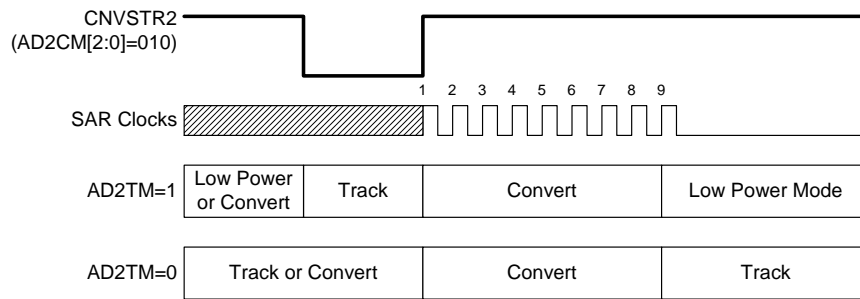 CNVSTR2
(AD2CM[2:0]=010)
1 2 3 4 5 6 7 8 9
SAR Clocks
AD2TM=1
Low Power
or Convert
Track
Convert
Low Power Mode
AD2TM=0
Track or Convert
Convert
Track